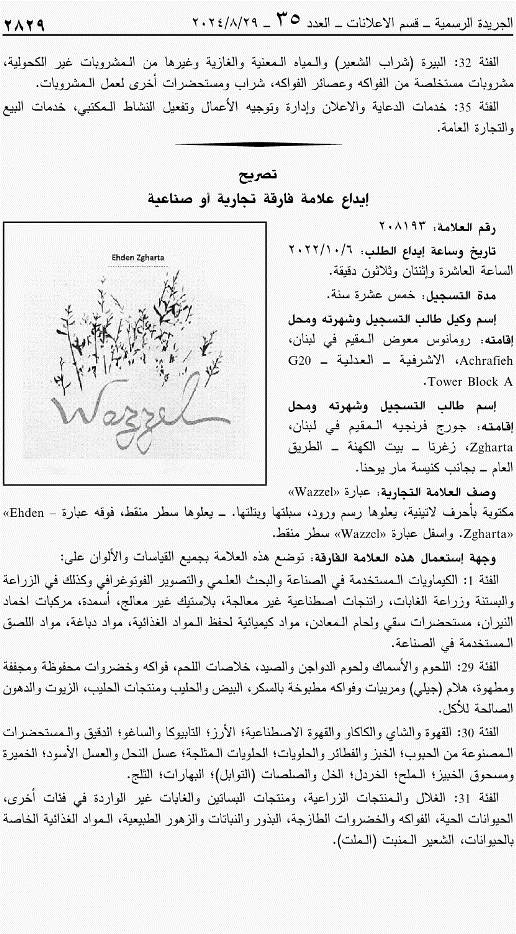 الجريدة الرسمية ــ قسم الاعلانات ــ العدد ٣٥ ــ ٢٠٢٤/٨/٢٩ ٢٨٢٩
الفئة 32: البيرة (شراب الشعير) والمياه المعدنية والغازية وغيرها من المشروبات غير الكحولية،
مشروبات مستخلصة من الفواكه وعصائر الفواكه، شراب ومستحضرات أخرى لعمل المشروبات.
الفئة 35: خدمات الدعاية والاعلان وإدارة وتوجيه الأعمال وتفعيل النشاط المكتبي، خدمات البيع
والتجارة العامة.
تصريح
إيداع علامة فارقة تجارية أو صناعية
رقم العلامة: ٢٠٨١٩٣
تاريخ وساعة إيداع الطلب: ٢٠٢٢/١٠/٦
الساعة العاشرة وإثنتان وثلاثون دقيقة.
مدة التسجيل: خمس عشرة سنة.
إسم وكيل طالب التسجيل وشهرته ومحل
إقامته: رومانوس معوض المقيم في لبنان،
Achrafieh، الاشرفية ــ العدلية ــ G20
Tower Block A.
إسم طالب التسجيل وشهرته ومحل
إقامته: جورج فرنجيه المقيم في لبنان،
Zgharta، زغرتا ــ بيت الكهنة ــ الطريق
العام ــ بجانب كنيسة مار يوحنا.
Ehden Zgharta
Wazzel
وصف العلامة التجارية: عبارة «Wazzel»
مكتوبة بأحرف لاتينية، يعلوها رسم ورود، سبلتها وبتلتها. ــ يعلوها سطر منقط، فوقه عبارة «Ehden –
Zgharta». واسفل عبارة «Wazzel» سطر منقط.
وجهة إستعمال هذه العلامة الفارقة: توضع هذه العلامة بجميع القياسات والألوان على:
الفئة 1: الكيماويات المستخدمة في الصناعة والبحث العلمي والتصوير الفوتوغرافي وكذلك في الزراعة
والبستنة وزراعة الغابات، راتنجات اصطناعية غير معالجة، بلاستيك غير معالج، أسمدة، مركبات اخماد
النيران، مستحضرات سقي ولحام المعادن، مواد كيميائية لحفظ المواد الغذائية، مواد دباغة، مواد اللصق
المستخدمة في الصناعة.
الفئة 29: اللحوم والأسماك ولحوم الدواجن والصيد، خلاصات اللحم، فواكه وخضروات محفوظة ومجففة
ومطهوة، هلام (جيلي) ومربيات وفواكه مطبوخة بالسكر، البيض والحليب ومنتجات الحليب، الزيوت والدهون
الصالحة للأكل.
الفئة 30: القهوة والشاي والكاكاو والقهوة الاصطناعية؛ الأرز؛ التابيوكا والساغو؛ الدقيق والمستحضرات
المصنوعة من الحبوب؛ الخبز والفطائر والحلويات؛ الحلويات المثلجة؛ عسل النحل والعسل الأسود؛ الخميرة
ومسحوق الخبيز؛ الملح؛ الخردل؛ الخل والصلصات (التوابل)؛ البهارات؛ الثلج.
الفئة 31: الغلال والمنتجات الزراعية، ومنتجات البساتين والغابات غير الواردة في فئات أخرى،
الحيوانات الحية، الفواكه والخضروات الطازجة، البذور والنباتات والزهور الطبيعية، المواد الغذائية الخاصة
بالحيوانات، الشعير المنبت (الملت).